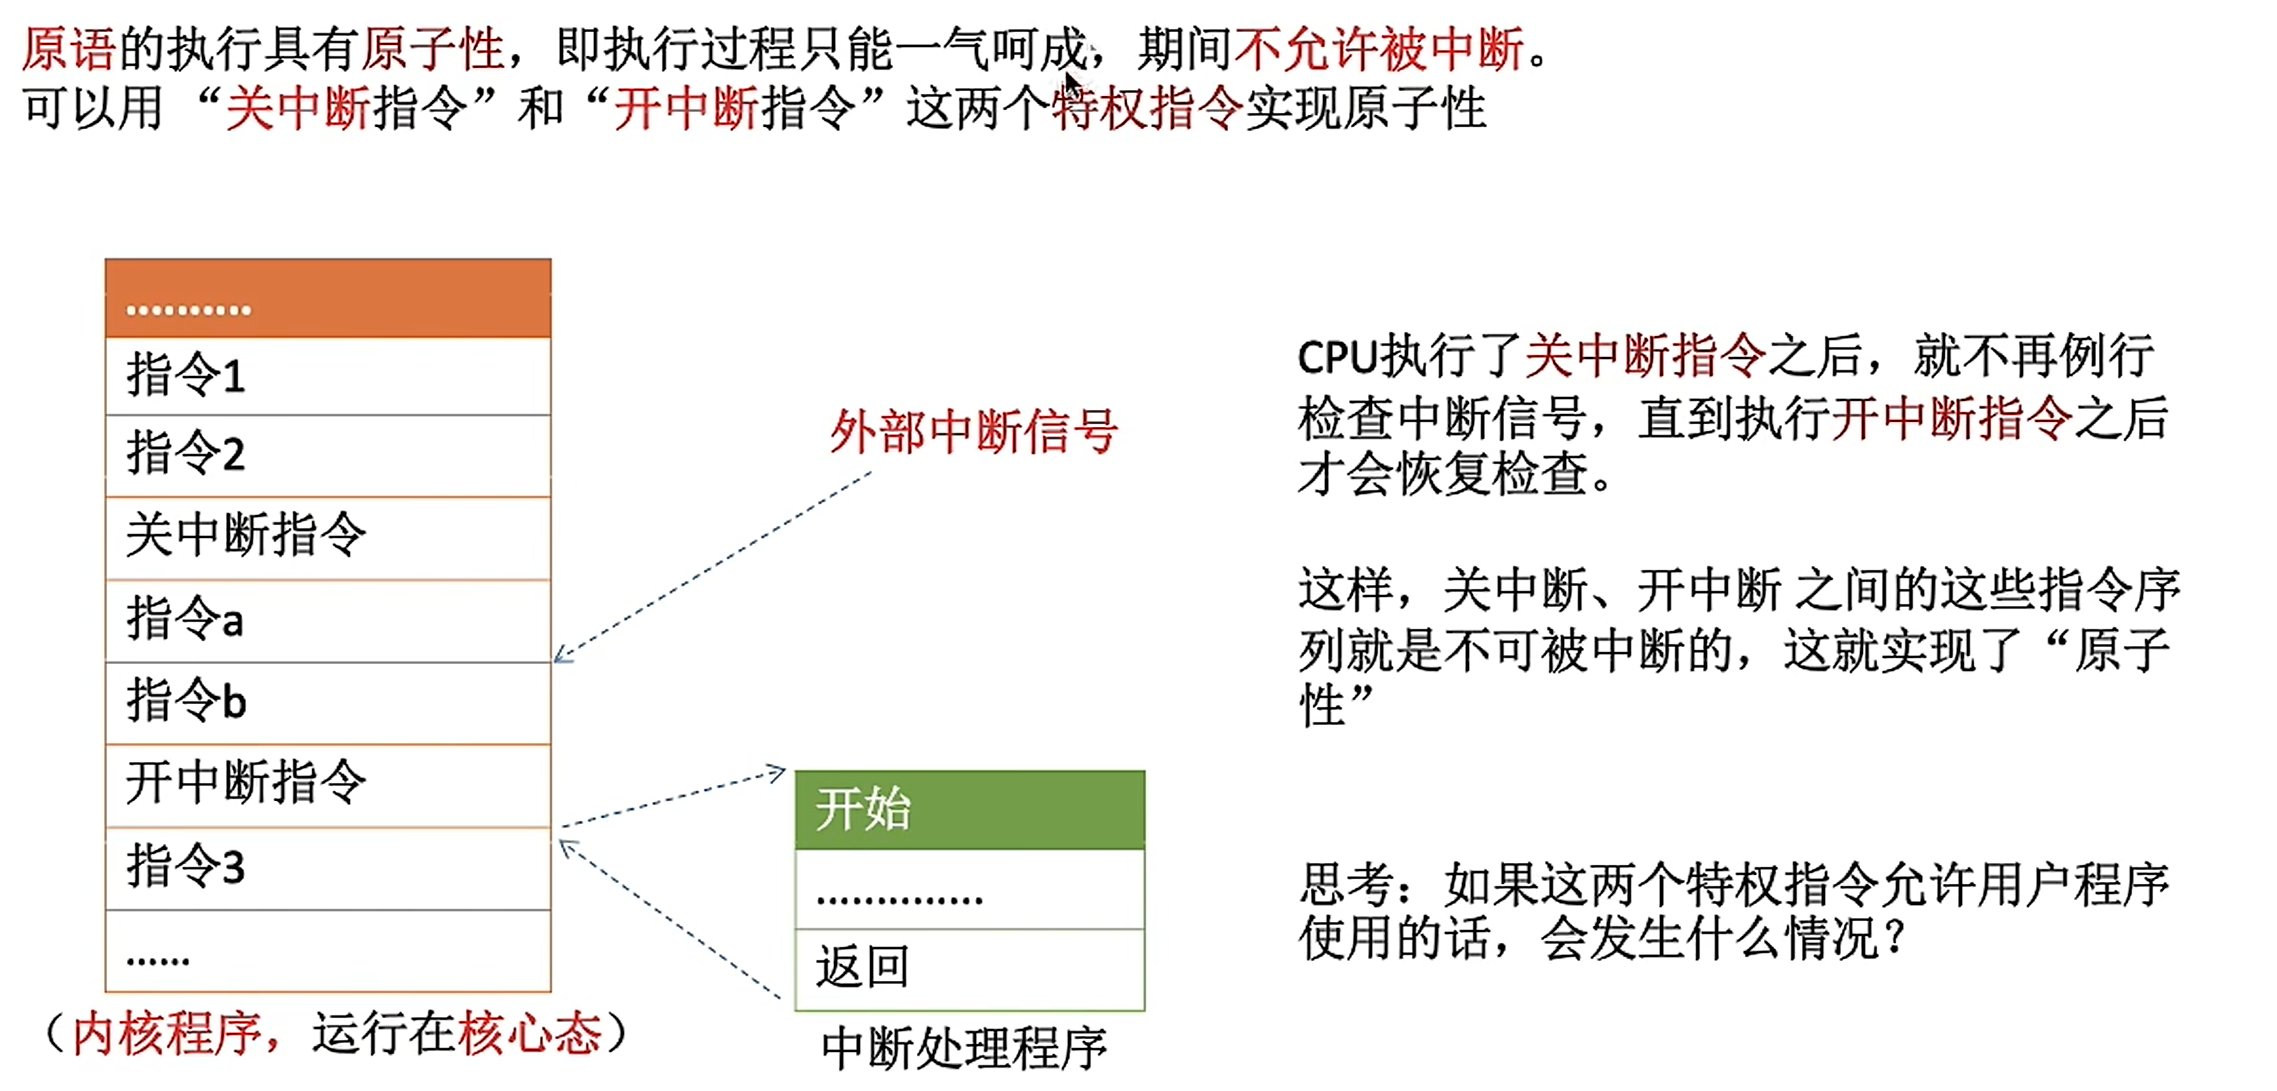 原语的执行具有原子性，即执行过程只能一气呵成，期间不允许被中断。
可以用 “关中断指令”和“开中断指令”这两个特权指令实现原子性
..........
指令1
指令2
关中断指令
指令a
指令b
开中断指令
指令3
......
（内核程序，运行在核心态）
外部中断信号
开始
..............
返回
中断处理程序
CPU执行了关中断指令之后，就不再例行
检查中断信号，直到执行开中断指令之后
才会恢复检查。
这样，关中断、开中断 之间的这些指令序
列就是不可被中断的，这就实现了“原子
性”
思考：如果这两个特权指令允许用户程序
使用的话，会发生什么情况？